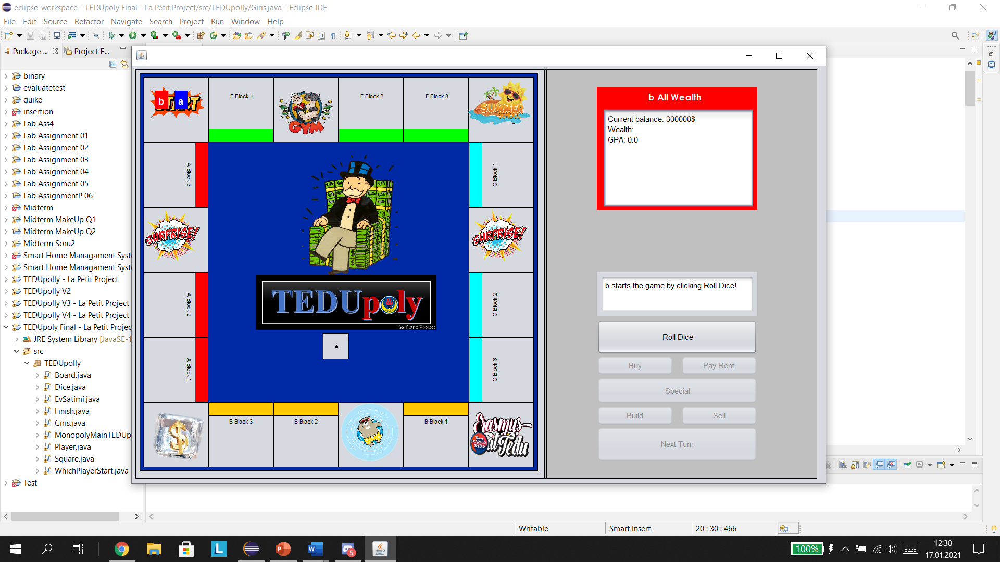 eclipse-workspace - TEDUpoly Final - La Petit Project/src/TEDUpolly/Giris.java - Eclipse IDE
File Edit Source Refactor Navigate Search Project Run Window Help
Package ... Project E...
binary
evaluatetest
guike
insertion
Lab Ass4
Lab Assignment 01
Lab Assignment 02
Lab Assignment 03
Lab Assignment 04
Lab Assignment 05
Lab AssignmentP 06
Midterm
Midterm MakeUp Q1
Midterm MakeUp Q2
Midterm Soru2
Smart Home Managament Syst
Smart Home Managament Syst
TEDUpolly - La Petit Project
TEDUpolly V2
TEDUpolly V3 - La Petit Project
TEDUpolly V4 - La Petit Project
TEDUpoly Final - La Petit Projec
JRE System Library [JavaSE-1
src
TEDUpolly
Board.java
Dice.java
EvSatimi.java
Finish.java
Giris.java
MonopolyMainTEDUp
Player.java
Square.java
WhichPlayerStart.java
Test
b a
START
F Block 1
GYM
F Block 2
F Block 3
SUMMER
SCHOOL
A Block 3
G Block 1
SURPRISE!
SURPRISE!
A Block 2
G Block 2
TEDUpoly
La Petite Project
A Block 1
G Block 3
B Block 3
B Block 2
B Block 1
Erasmus
at Tedu
b All Wealth
Current balance: 300000$
Wealth:
GPA: 0.0
b starts the game by clicking Roll Dice!
Roll Dice
Buy Pay Rent
Special
Build Sell
Next Turn
Writable Smart Insert 20 : 30 : 466
L
5
100%
12:38
17.01.2021